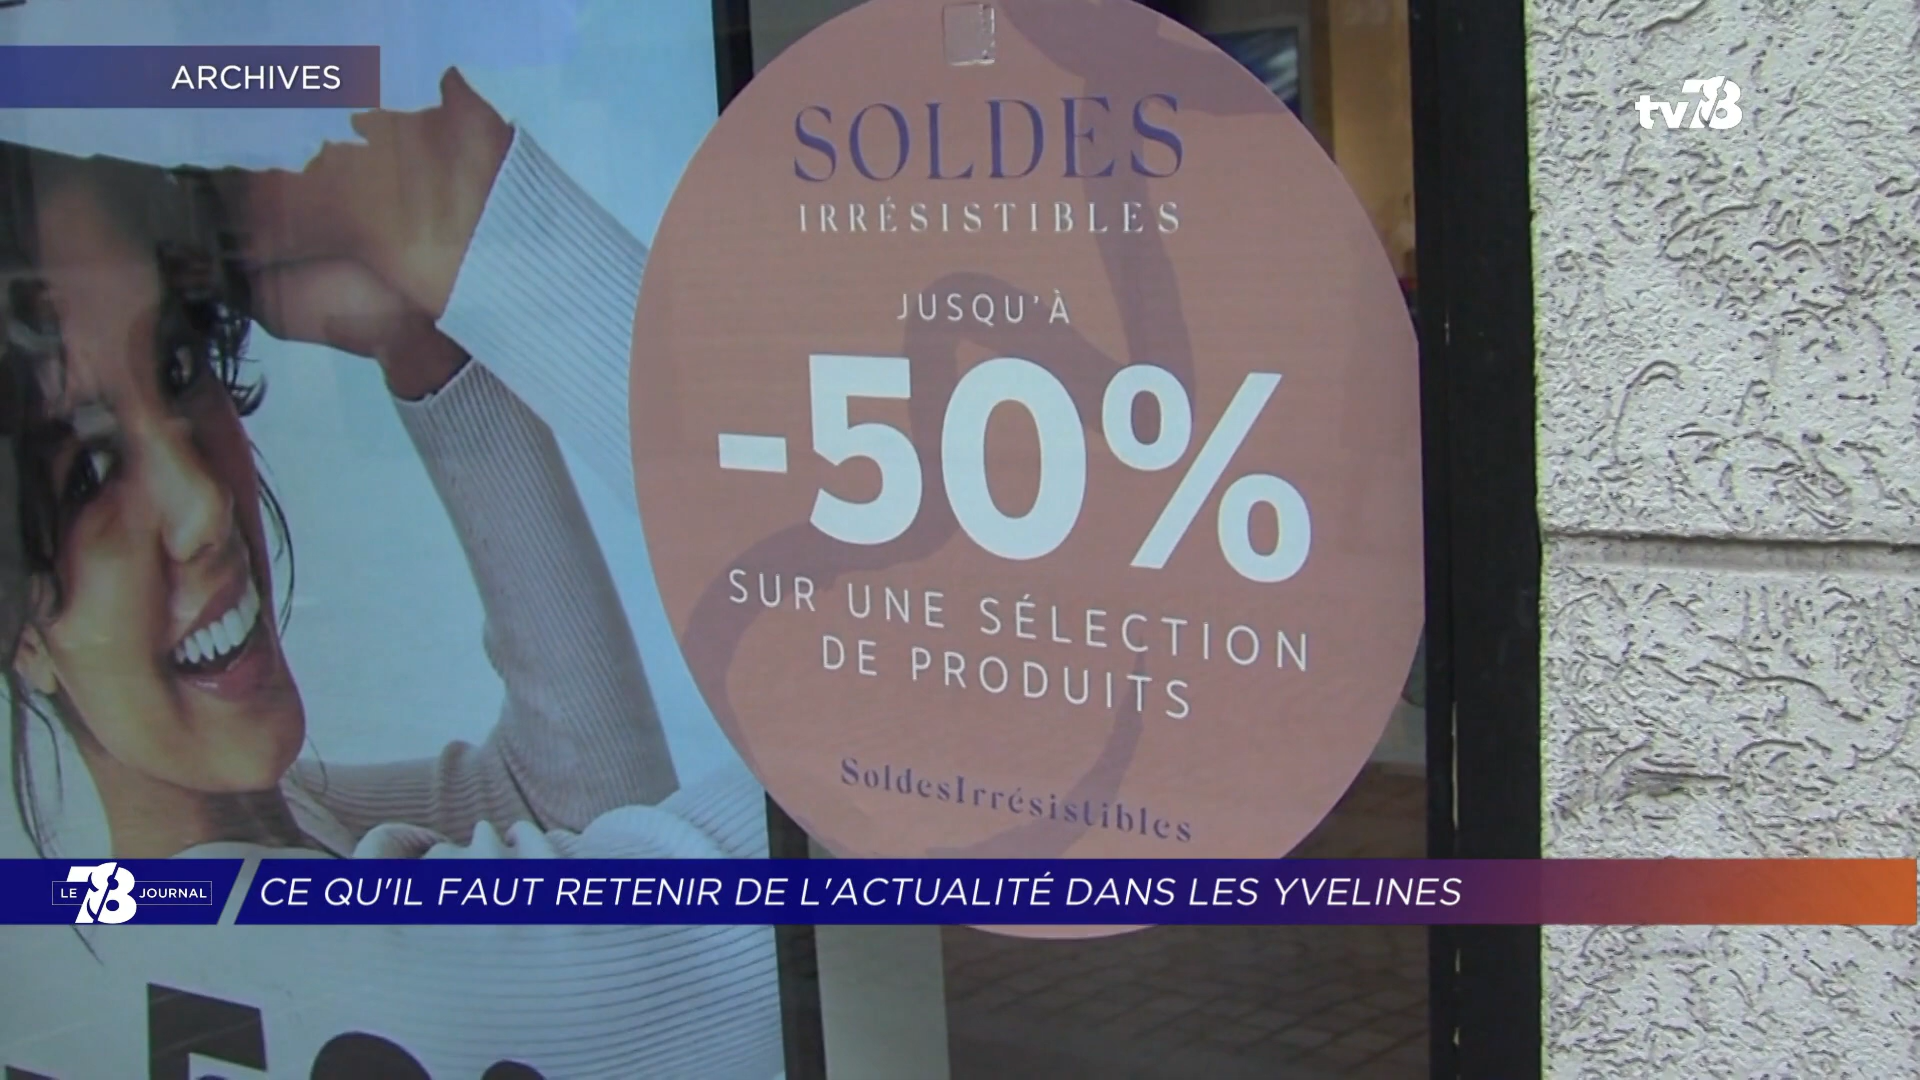 ARCHIVES
tv78
SOLDES
IRRÉSISTIBLES
JUSQU'À
-50%
SUR UNE SÉLECTION
DE PRODUITS
SoldesIrrésistibles
LE 78 JOURNAL
CE QU'IL FAUT RETENIR DE L'ACTUALITÉ DANS LES YVELINES